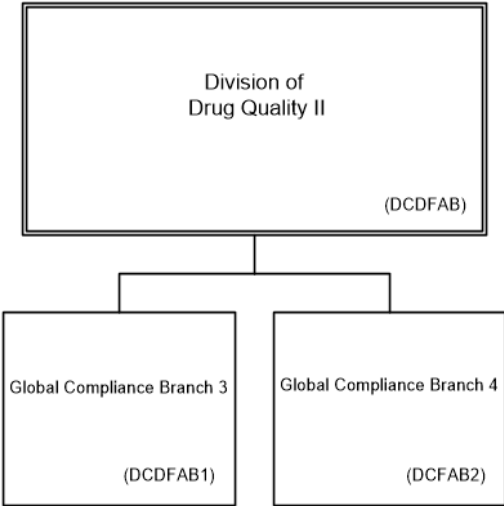 Division of
Drug Quality II
(DCDFAB)
Global Compliance Branch 3
(DCDFAB1)
Global Compliance Branch 4
(DCFAB2)